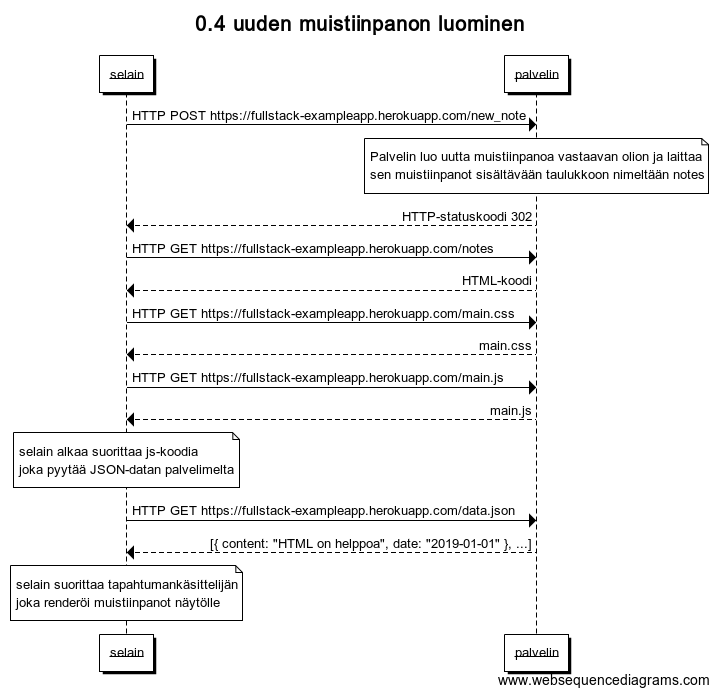 0.4 uuden muistiinpanon luominen
selain
palvelin
HTTP POST https://fullstack-exampleapp.herokuapp.com/new_note
Palvelin luo uutta muistiinpanoa vastaavan olion ja laittaa
sen muistiinpanot sisältävään taulukkoon nimeltään notes
HTTP-statuskoodi 302
HTTP GET https://fullstack-exampleapp.herokuapp.com/notes
HTML-koodi
HTTP GET https://fullstack-exampleapp.herokuapp.com/main.css
main.css
HTTP GET https://fullstack-exampleapp.herokuapp.com/main.js
main.js
selain alkaa suorittaa js-koodia
joka pyytää JSON-datan palvelimelta
HTTP GET https://fullstack-exampleapp.herokuapp.com/data.json
[{ content: "HTML on helppoa", date: "2019-01-01" }, ...]
selain suorittaa tapahtumankäsittelijän
joka renderöi muistiinpanot näytölle
selain
palvelin
www.websequencediagrams.com